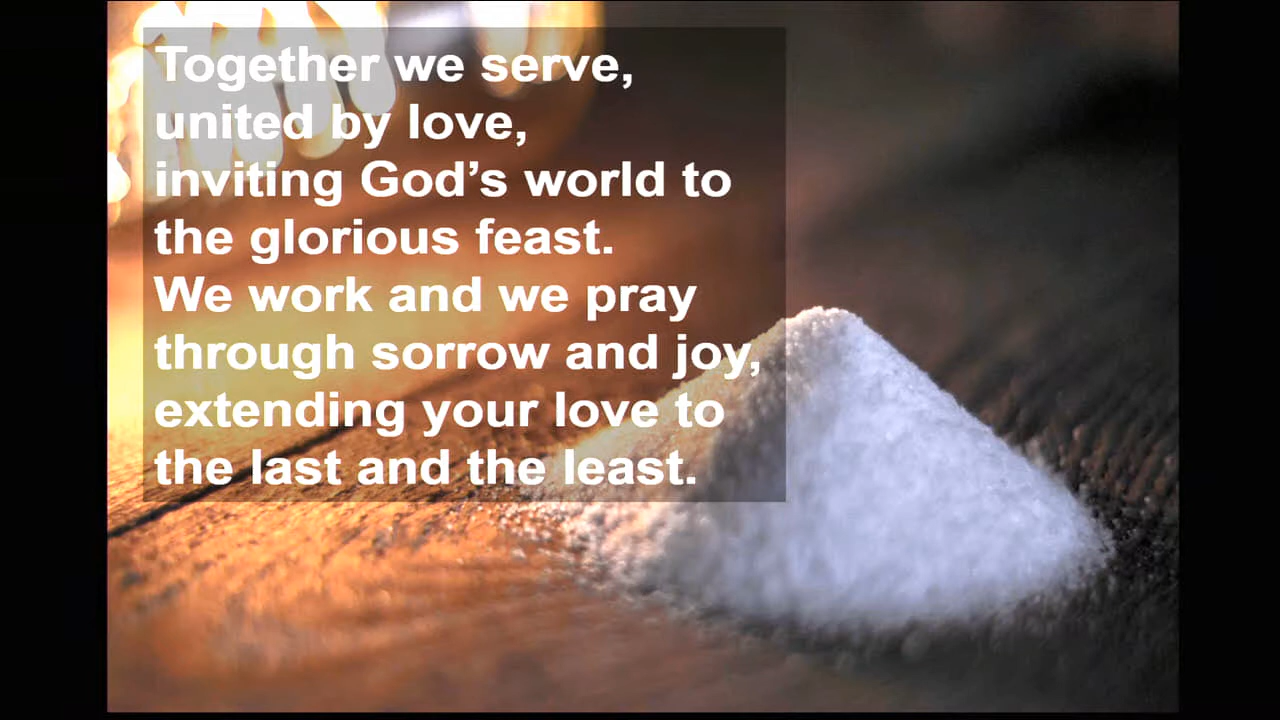 Together we serve,
united by love,
inviting God’s world to
the glorious feast.
We work and we pray
through sorrow and joy,
extending your love to
the last and the least.